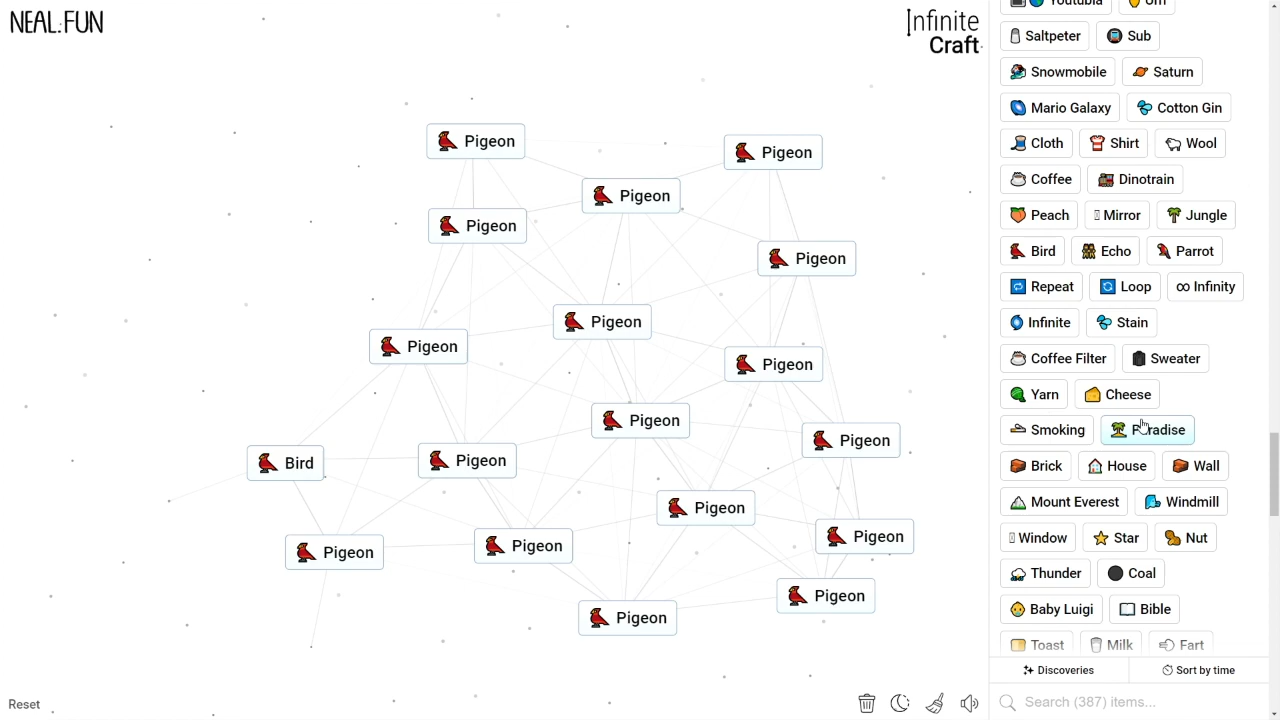 NEAL.FUN
Infinite
Craft
Pigeon
Pigeon
Pigeon
Pigeon
Pigeon
Pigeon
Pigeon
Pigeon
Pigeon
Pigeon
Bird
Pigeon
Pigeon
Pigeon
Pigeon
Pigeon
Pigeon
Pigeon
Reset
Youtubia Urn
Saltpeter Sub
Snowmobile Saturn
Mario Galaxy Cotton Gin
Cloth Shirt Wool
Coffee Dinotrain
Peach Mirror Jungle
Bird Echo Parrot
Repeat Loop ∞ Infinity
Infinite Stain
Coffee Filter Sweater
Yarn Cheese
Smoking Paradise
Brick House Wall
Mount Everest Windmill
Window Star Nut
Thunder Coal
Baby Luigi Bible
Toast Milk Fart
Discoveries Sort by time
Search (387) items...